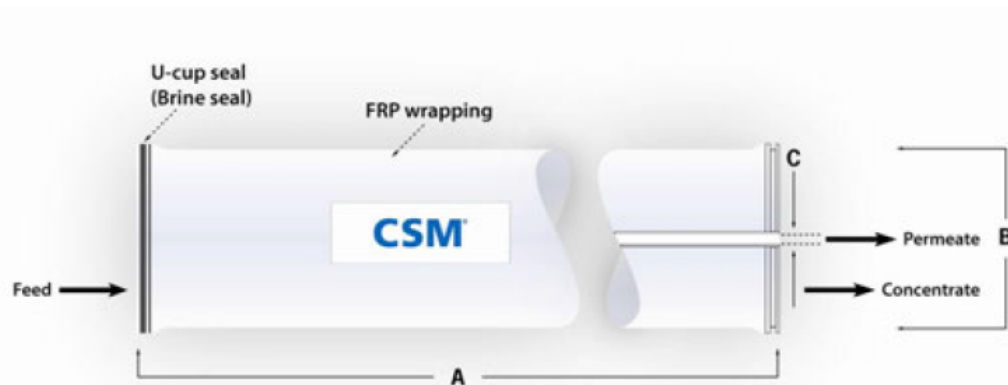 U-cup seal
(Brine seal)
FRP wrapping
C
CSM®
Permeate
B
Feed
Concentrate
A